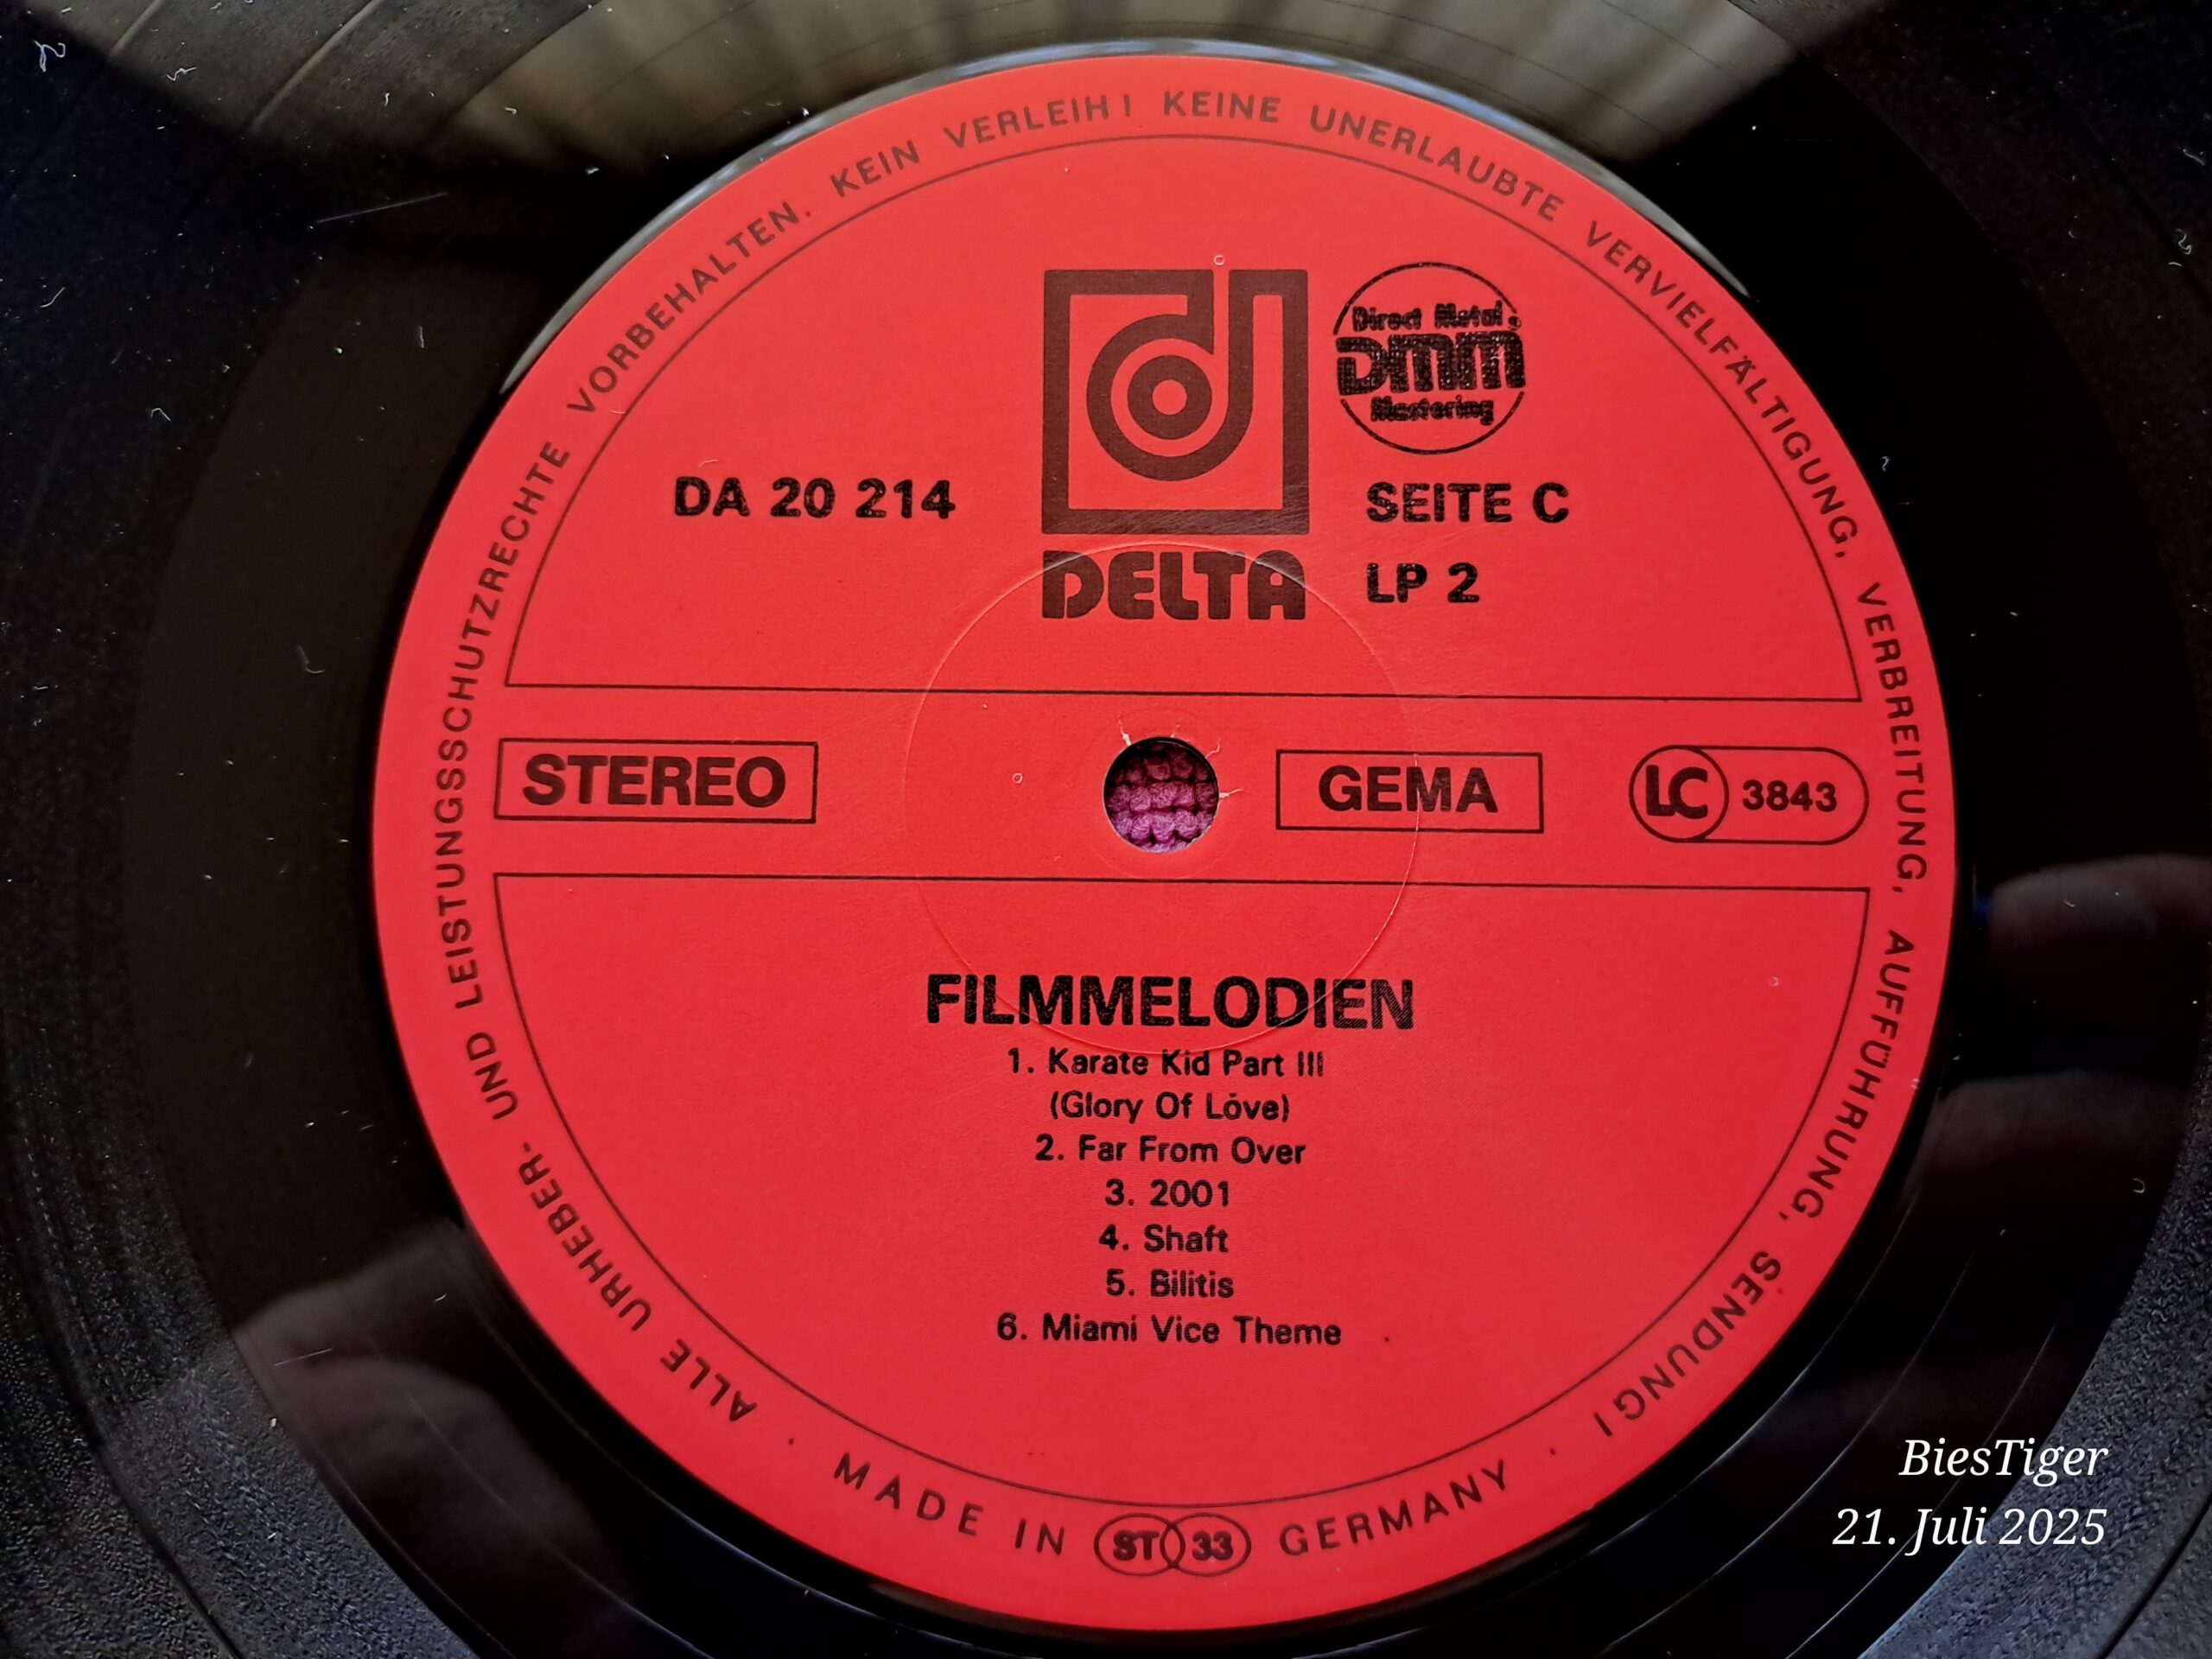 ALLE URHEBER- UND LEISTUNGSSCHUTZRECHTE VORBEHALTEN. KEIN VERLEIH! KEINE UNERLAUBTE VERVIELFÄLTIGUNG, VERBREITUNG, AUFFÜHRUNG, SENDUNG!
Direct Metal
DMM
Mastering
DA 20 214
SEITE C
DELTA
LP 2
STEREO
GEMA
LC 3843
FILMMELODIEN
1. Karate Kid Part III
(Glory Of Love)
2. Far From Over
3. 2001
4. Shaft
5. Bilitis
6. Miami Vice Theme
MADE IN ST 33 GERMANY
BiesTiger
21. Juli 2025